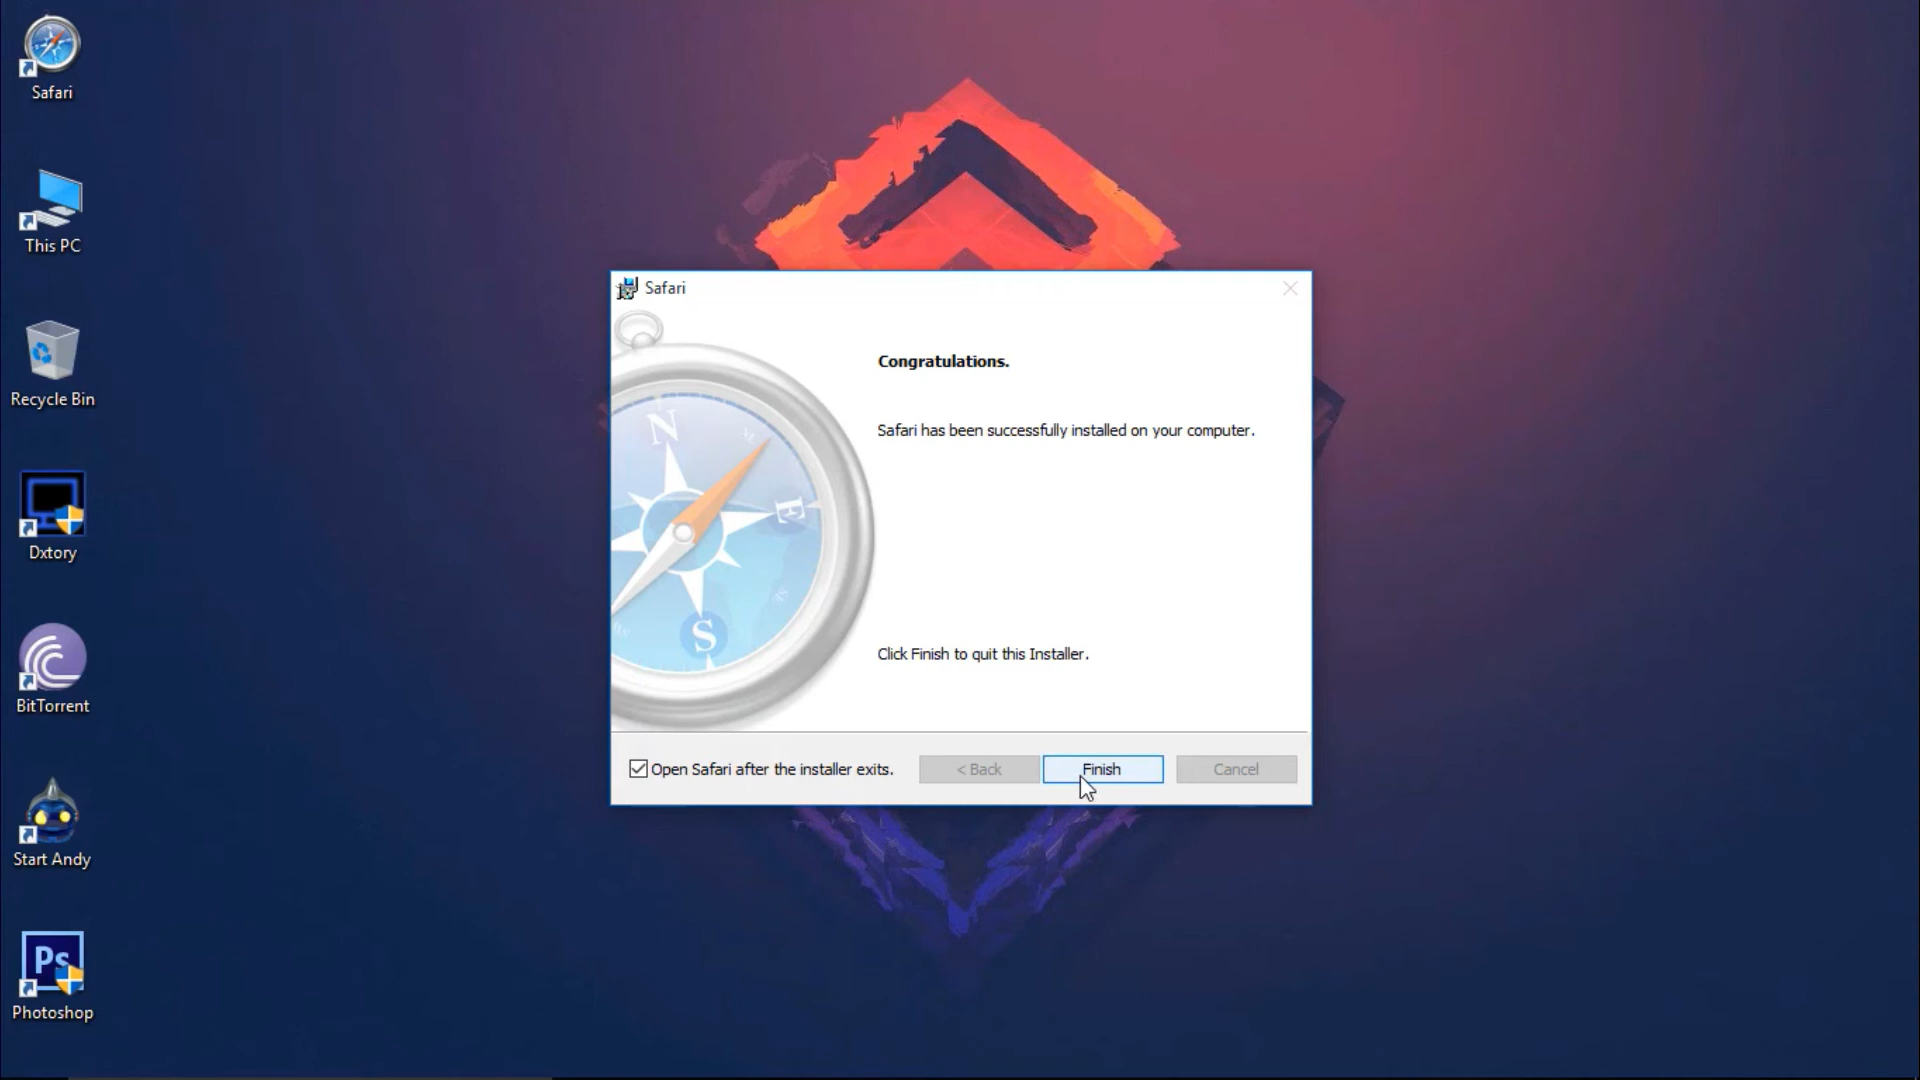 Safari
This PC
Recycle Bin
Dxtory
BitTorrent
Start Andy
Ps
Photoshop
Safari
N
E
S
Congratulations.
Safari has been successfully installed on your computer.
Click Finish to quit this Installer.
Open Safari after the installer exits.
< Back
Finish
Cancel